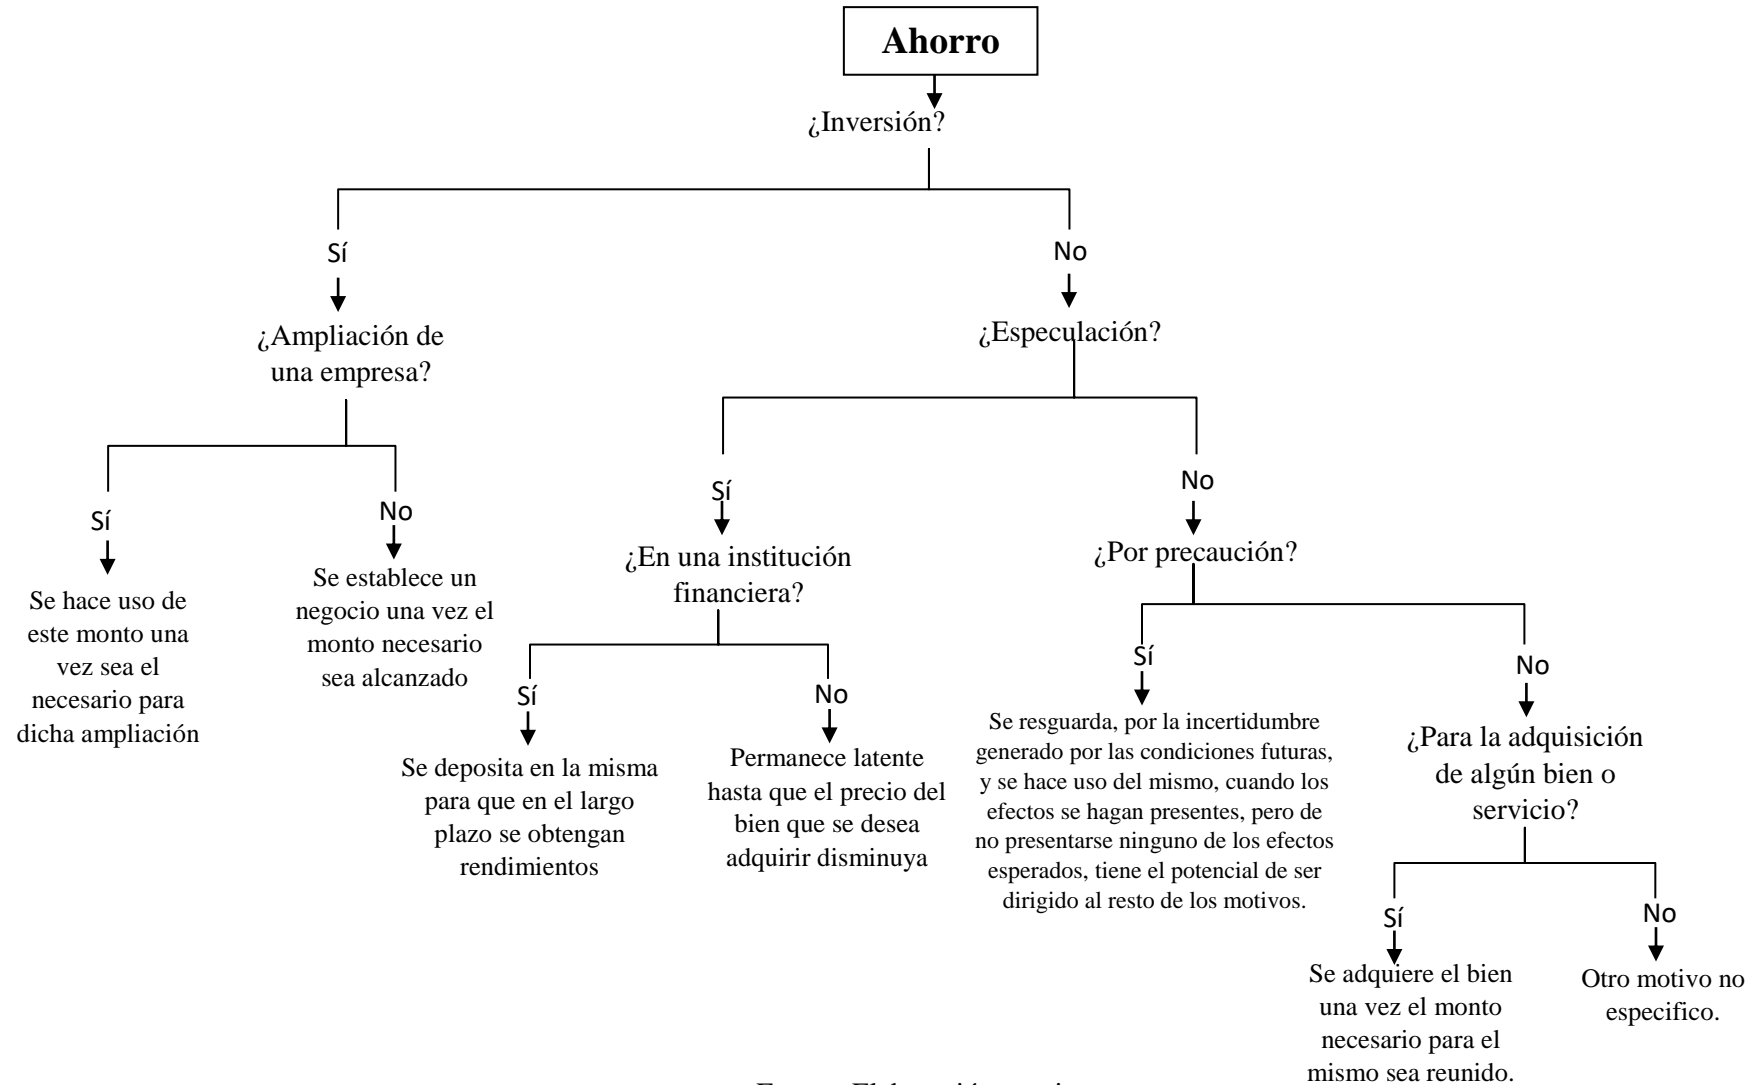 Ahorro
¿Inversión?
Sí
No
¿Ampliación de
una empresa?
¿Especulación?
Sí
No
Sí
No
¿En una institución
financiera?
¿Por precaución?
Se hace uso de
este monto una
vez sea el
necesario para
dicha ampliación
Se establece un
negocio una vez el
monto necesario
sea alcanzado
Sí
No
Sí
No
Se deposita en la misma
para que en el largo
plazo se obtengan
rendimientos
Permanece latente
hasta que el precio del
bien que se desea
adquirir disminuya
Se resguarda, por la incertidumbre
generado por las condiciones futuras,
y se hace uso del mismo, cuando los
efectos se hagan presentes, pero de
no presentarse ninguno de los efectos
esperados, tiene el potencial de ser
dirigido al resto de los motivos.
¿Para la adquisición
de algún bien o
servicio?
Sí
No
Se adquiere el bien
una vez el monto
necesario para el
mismo sea reunido.
Otro motivo no
especifico.